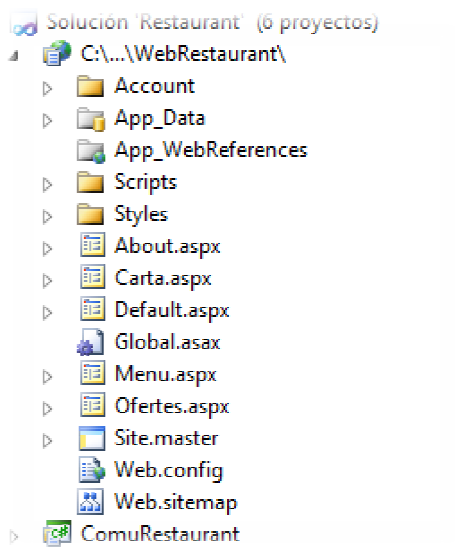 Solución 'Restaurant' (6 proyectos)
C:\...\WebRestaurant\
Account
App_Data
App_WebReferences
Scripts
Styles
About.aspx
Carta.aspx
Default.aspx
Global.asax
Menu.aspx
Ofertes.aspx
Site.master
Web.config
Web.sitemap
C# ComuRestaurant